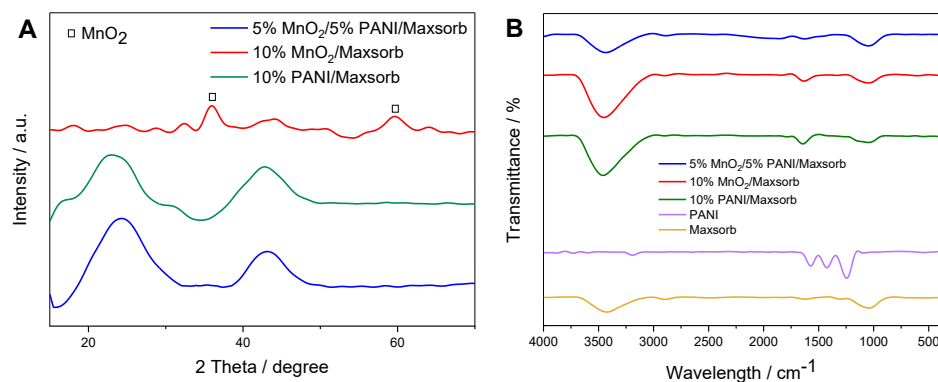 A
□ MnO2
5% MnO2/5% PANI/Maxsorb
10% MnO2/Maxsorb
10% PANI/Maxsorb
Intensity / a.u.
20
40
60
2 Theta / degree
B
Transmittance / %
5% MnO2/5% PANI/Maxsorb
10% MnO2/Maxsorb
10% PANI/Maxsorb
PANI
Maxsorb
4000 3500 3000 2500 2000 1500 1000 500
Wavelength / cm-1